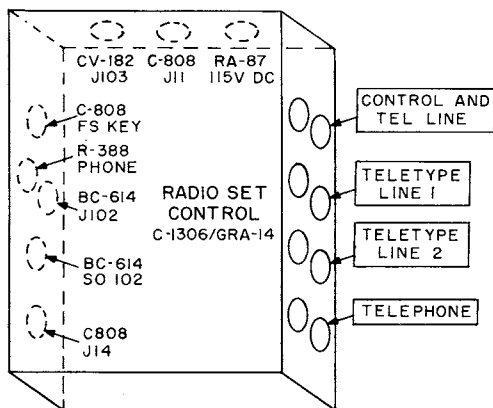 CV-182
J103
C-808
J11
RA-87
115V DC
C-808
FS KEY
R-388
PHONE
BC-614
J102
BC-614
SO 102
C808
J14
RADIO SET
CONTROL
C-1306/GRA-14
CONTROL AND
TEL LINE
TELETYPE
LINE 1
TELETYPE
LINE 2
TELEPHONE